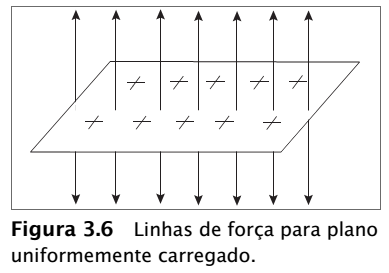 Figura 3.6 Linhas de força para plano
uniformemente carregado.